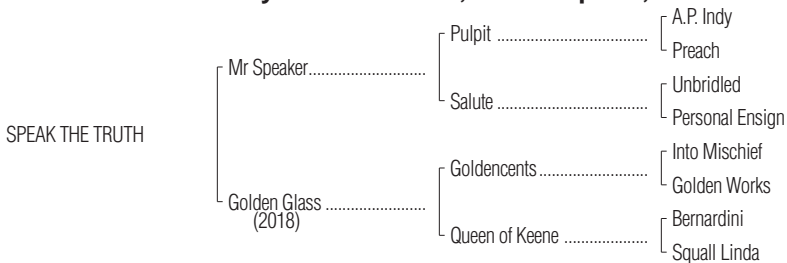 A.P. Indy
Pulpit
Preach
Mr Speaker
Unbridled
Salute
Personal Ensign
SPEAK THE TRUTH
Into Mischief
Goldencents
Golden Works
Golden Glass
(2018)
Bernardini
Queen of Keene
Squall Linda